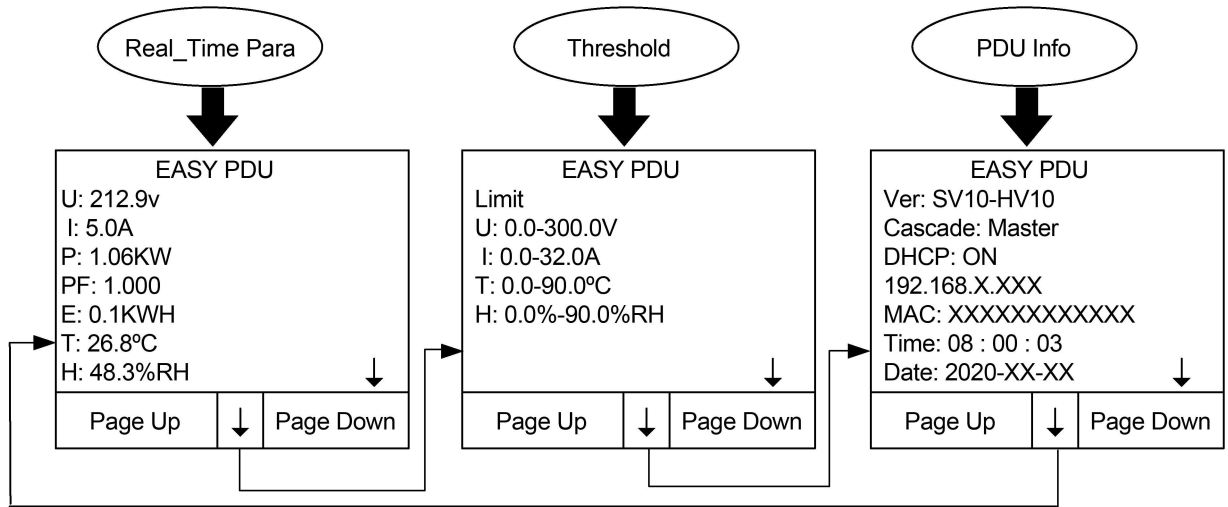 Real_Time Para
EASY PDU
U: 212.9v
I: 5.0A
P: 1.06KW
PF: 1.000
E: 0.1KWH
T: 26.8ºC
H: 48.3%RH
↓
Page Up
↓
Page Down
Threshold
EASY PDU
Limit
U: 0.0-300.0V
I: 0.0-32.0A
T: 0.0-90.0ºC
H: 0.0%-90.0%RH
↓
Page Up
↓
Page Down
PDU Info
EASY PDU
Ver: SV10-HV10
Cascade: Master
DHCP: ON
192.168.X.XXX
MAC: XXXXXXXXXXXX
Time: 08 : 00 : 03
Date: 2020-XX-XX
↓
Page Up
↓
Page Down